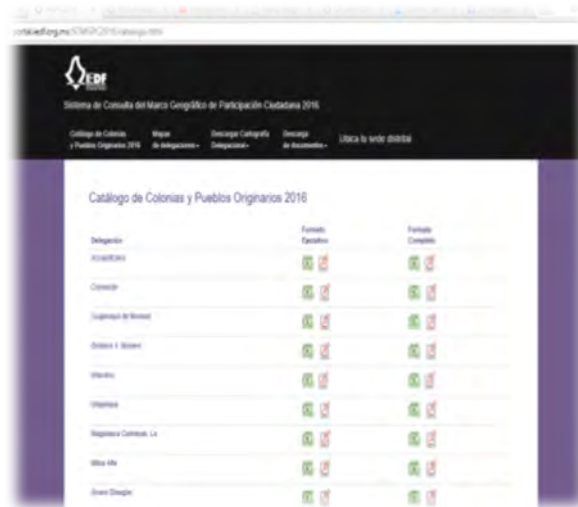 IEDF
Sistema de Consulta del Marco Geográfico de Participación Ciudadana 2016
Catálogo de Colonias y Pueblos Originarios 2016
Mapas de delegaciones
Descargar Cartografía Delegacional
Descarga de documentos
Ubica tu sede distrital
Catálogo de Colonias y Pueblos Originarios 2016
Delegación
Formato Ejecutivo
Formato Completo
Azcapotzalco
Coyoacán
Cuajimalpa de Morelos
Gustavo A. Madero
Iztacalco
Iztapalapa
Magdalena Contreras, La
Milpa Alta
Álvaro Obregón